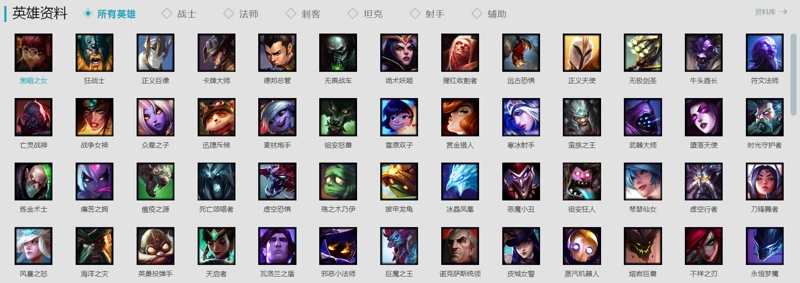 英雄资料 所有英雄 战士 法师 刺客 坦克 射手 辅助 资料库
黑暗之女 狂战士 正义巨像 卡牌大师 德邦总管 无畏战车 诡术妖姬 猩红收割者 远古恐惧 正义天使 无极剑圣 牛头酋长 符文法师
亡灵战神 战争女神 众星之子 迅捷斥候 麦林炮手 祖安怒兽 雪原双子 赏金猎人 寒冰射手 蛮族之王 武器大师 堕落天使 时光守护者
炼金术士 痛苦之拥 瘟疫之源 死亡颂唱者 虚空恐惧 殇之木乃伊 披甲龙龟 冰晶凤凰 恶魔小丑 祖安狂人 琴瑟仙女 虚空行者 刀锋舞者
风暴之怒 海洋之灾 英勇投弹手 天启者 瓦洛兰之盾 邪恶小法师 巨魔之王 诺克萨斯统领 皮城女警 蒸汽机器人 熔岩巨兽 不祥之刃 永恒梦魇